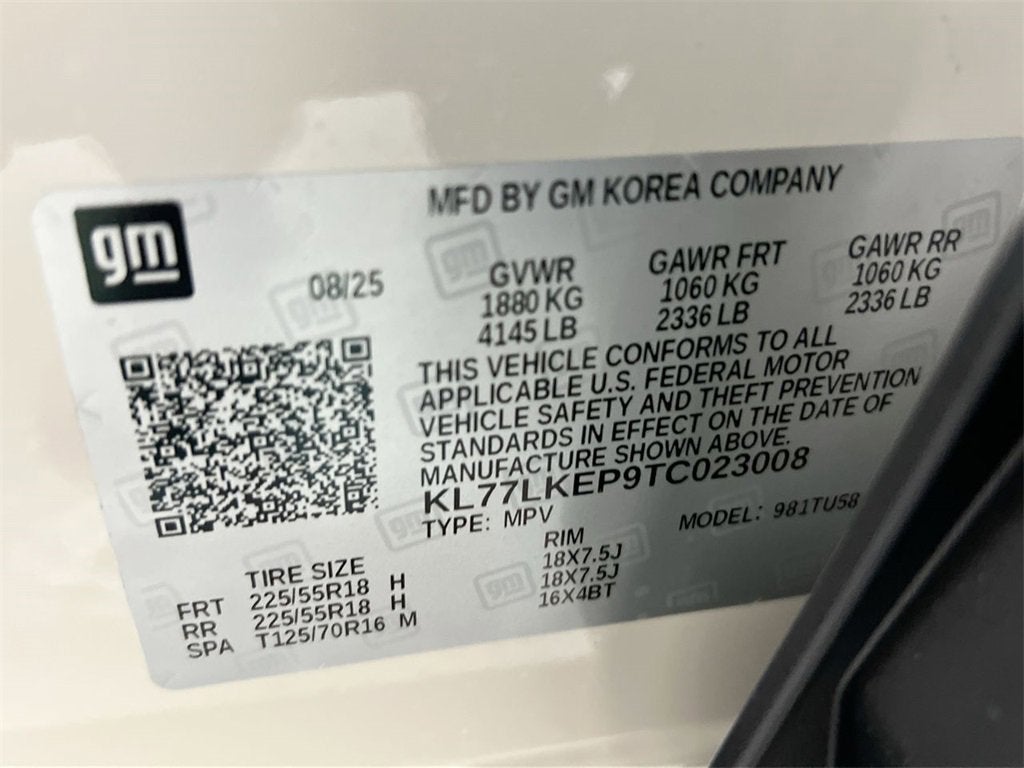 gm
MFD BY GM KOREA COMPANY
08/25
GVWR
1880 KG
4145 LB
GAWR FRT
1060 KG
2336 LB
GAWR RR
1060 KG
2336 LB
THIS VEHICLE CONFORMS TO ALL
APPLICABLE U.S. FEDERAL MOTOR
VEHICLE SAFETY AND THEFT PREVENTION
STANDARDS IN EFFECT ON THE DATE OF
MANUFACTURE SHOWN ABOVE.
KL77LKEP9TC023008
TYPE: MPV MODEL: 981TU58
TIRE SIZE RIM
FRT 225/55R18 H 18X7.5J
RR 225/55R18 H 18X7.5J
SPA T125/70R16 M 16X4BT